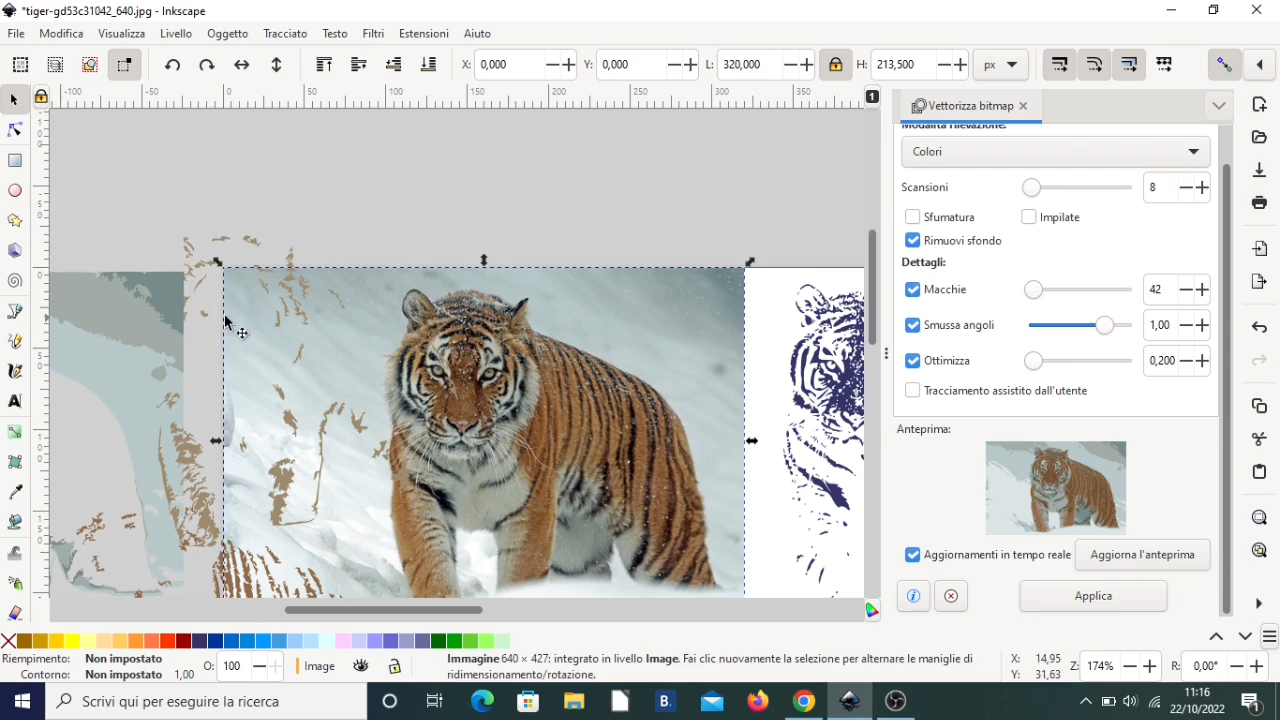 *tiger-gd53c31042_640.jpg - Inkscape
File Modifica Visualizza Livello Oggetto Tracciato Testo Filtri Estensioni Aiuto
X: 0,000 Y: 0,000 L: 320,000 H: 213,500 px
-100 -50 0 50 100 150 200 250 300 350 1
Vettorizza bitmap
Modalità rilevazione:
Colori
Scansioni 8
Sfumatura Impilate
Rimuovi sfondo
Dettagli:
Macchie 42
Smussa angoli 1,00
Ottimizza 0,200
Tracciamento assistito dall'utente
Anteprima:
Aggiornamenti in tempo reale Aggiorna l'anteprima
Applica
Riempimento: Non impostato
Contorno: Non impostato 1,00
O: 100 Image
Immagine 640 × 427: integrato in livello Image. Fai clic nuovamente la selezione per alternare le maniglie di
ridimensionamento/rotazione.
X: 14,95
Y: 31,63
Z: 174% R: 0,00°
Scrivi qui per eseguire la ricerca
B.
11:16
22/10/2022
1